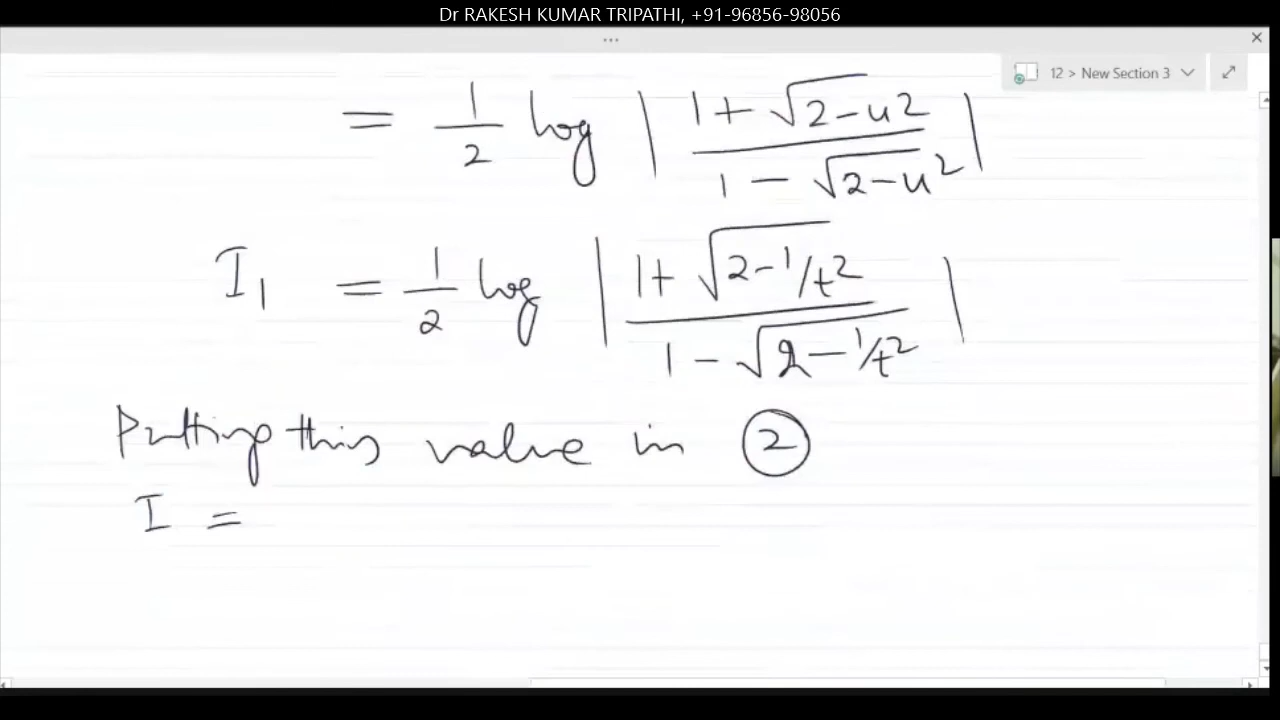 Dr RAKESH KUMAR TRIPATHI, +91-96856-98056
12 > New Section 3
= 1/2 log | (1 + √(2-u²)) / (1 - √(2-u²)) |
I₁ = 1/2 log | (1 + √(2-1/t²)) / (1 - √(2-1/t²)) |
Putting this value in ②
I =